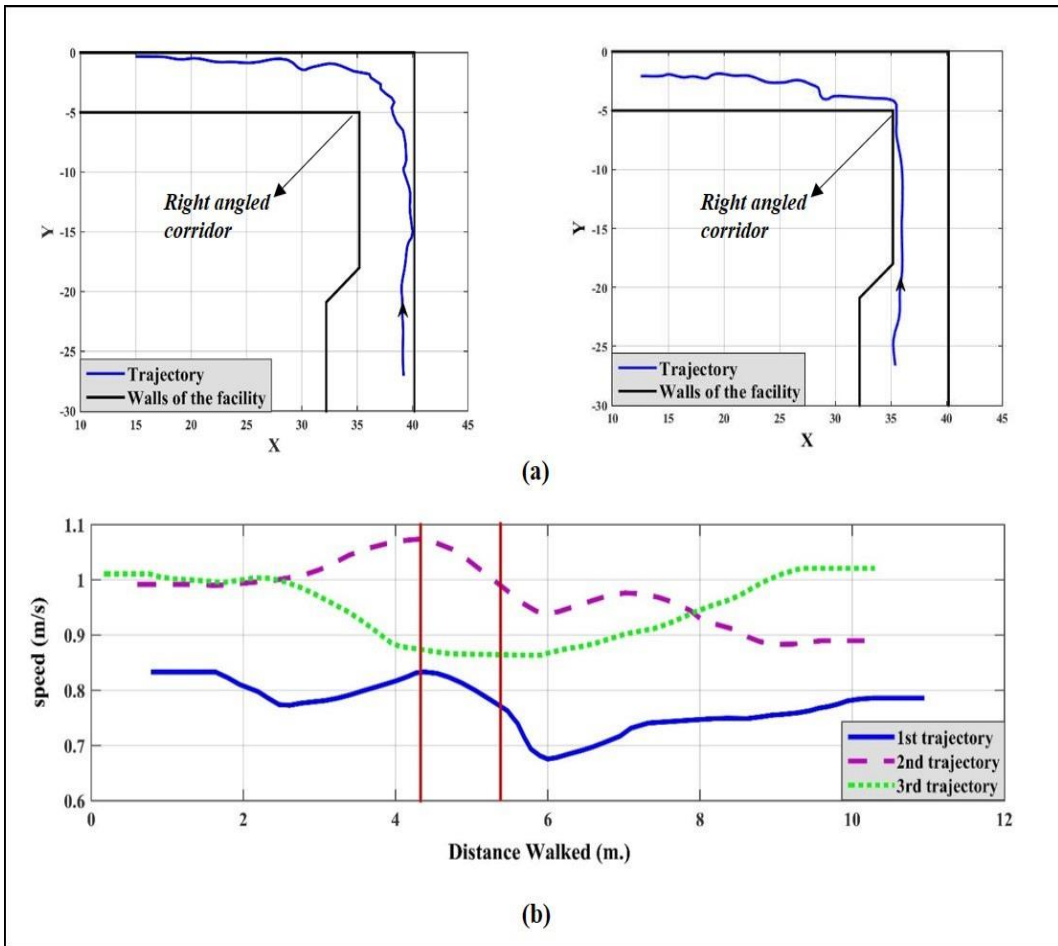 0
-5
-10
-15
-20
-25
-30
Y
10
15
20
25
30
35
40
45
X
Right angled
corridor
Trajectory
Walls of the facility
0
-5
-10
-15
-20
-25
-30
Y
10
15
20
25
30
35
40
45
X
Right angled
corridor
Trajectory
Walls of the facility
(a)
1.1
1
0.9
0.8
0.7
0.6
speed (m/s)
0
2
4
6
8
10
12
Distance Walked (m.)
1st trajectory
2nd trajectory
3rd trajectory
(b)